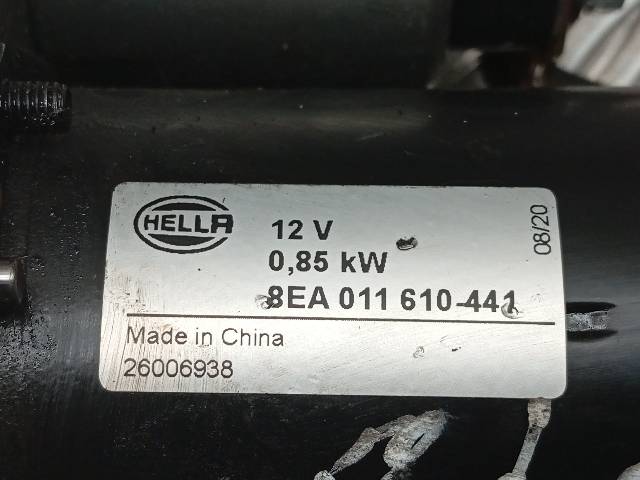 HELLA
12 V
0,85 kW
8EA 011 610-441
08/20
Made in China
26006938